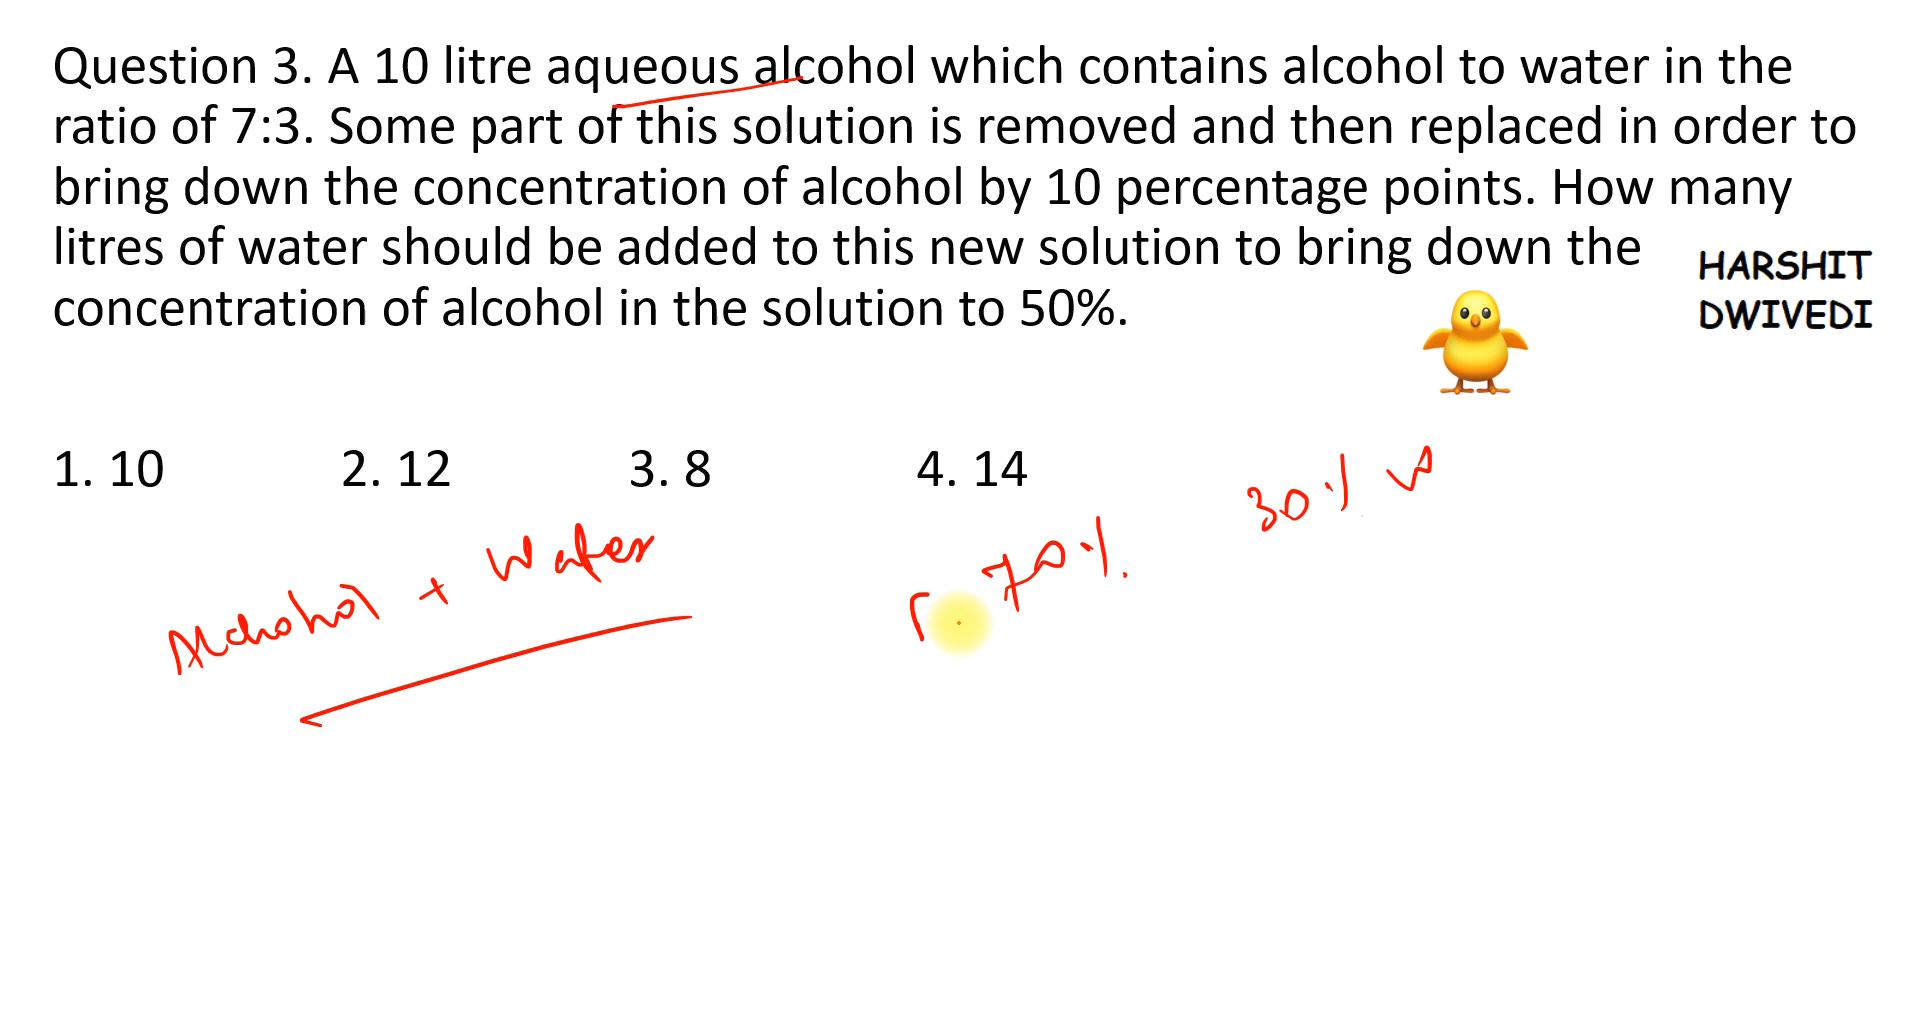 Question 3. A 10 litre aqueous alcohol which contains alcohol to water in the
ratio of 7:3. Some part of this solution is removed and then replaced in order to
bring down the concentration of alcohol by 10 percentage points. How many
litres of water should be added to this new solution to bring down the
concentration of alcohol in the solution to 50%.
HARSHIT
DWIVEDI
1. 10 2. 12 3. 8 4. 14
30% W
Alchohol + Water
70%